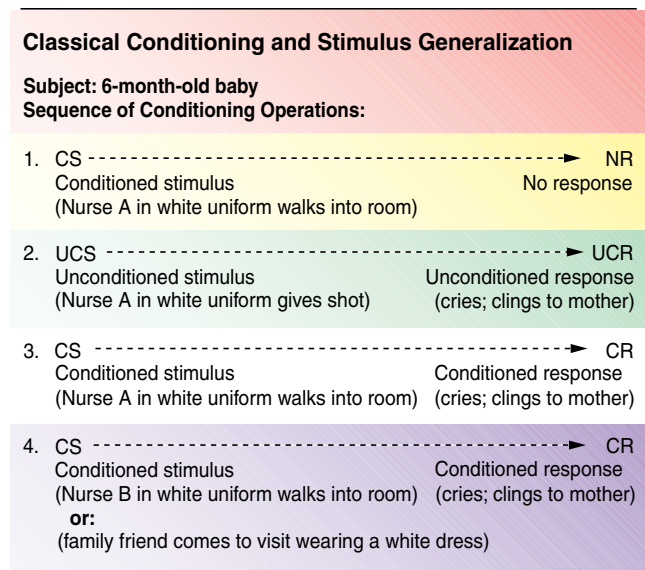 Classical Conditioning and Stimulus Generalization
Subject: 6-month-old baby
Sequence of Conditioning Operations:
1. CS NR
Conditioned stimulus No response
(Nurse A in white uniform walks into room)
2. UCS UCR
Unconditioned stimulus Unconditioned response
(Nurse A in white uniform gives shot) (cries; clings to mother)
3. CS CR
Conditioned stimulus Conditioned response
(Nurse A in white uniform walks into room) (cries; clings to mother)
4. CS CR
Conditioned stimulus Conditioned response
(Nurse B in white uniform walks into room) (cries; clings to mother)
or:
(family friend comes to visit wearing a white dress)